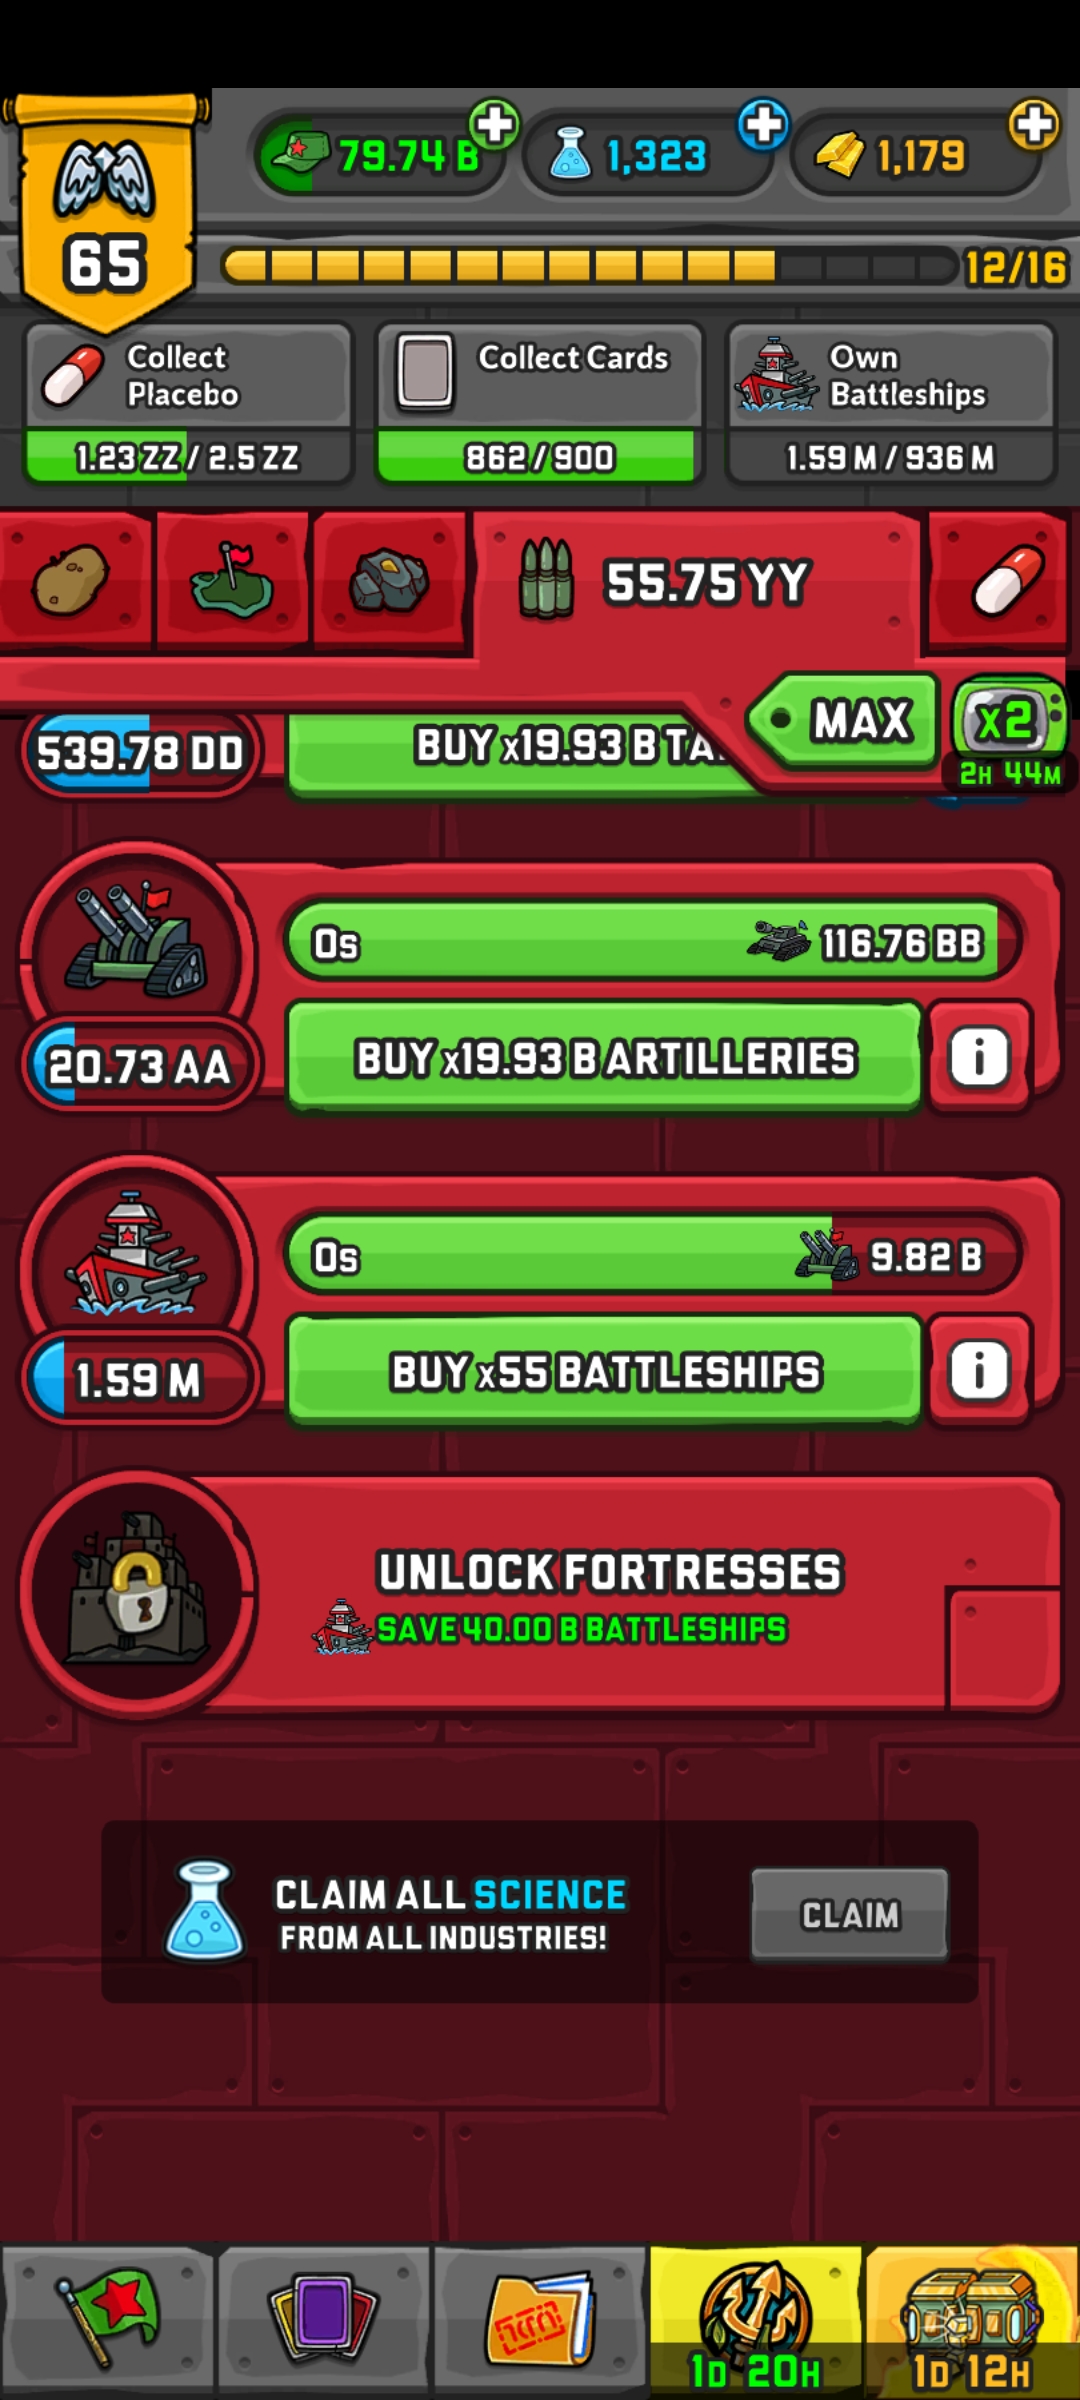 79.74 B
1,323
1,179
65
12/16
Collect
Placebo
1.23 ZZ / 2.5 ZZ
Collect Cards
862 / 900
Own
Battleships
1.59 M / 936 M
55.75 YY
MAX
x2
2H 44M
539.78 DD
BUY x19.93 B TA
0s
116.76 BB
20.73 AA
BUY x19.93 B ARTILLERIES
i
0s
9.82 B
1.59 M
BUY x55 BATTLESHIPS
i
UNLOCK FORTRESSES
SAVE 40.00 B BATTLESHIPS
CLAIM ALL SCIENCE
FROM ALL INDUSTRIES!
CLAIM
1D 20H
1D 12H